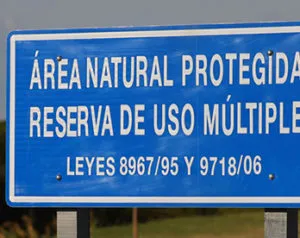 ÁREA NATURAL PROTEGIDA
RESERVA DE USO MÚLTIPLE
LEYES 8967/95 Y 9718/06